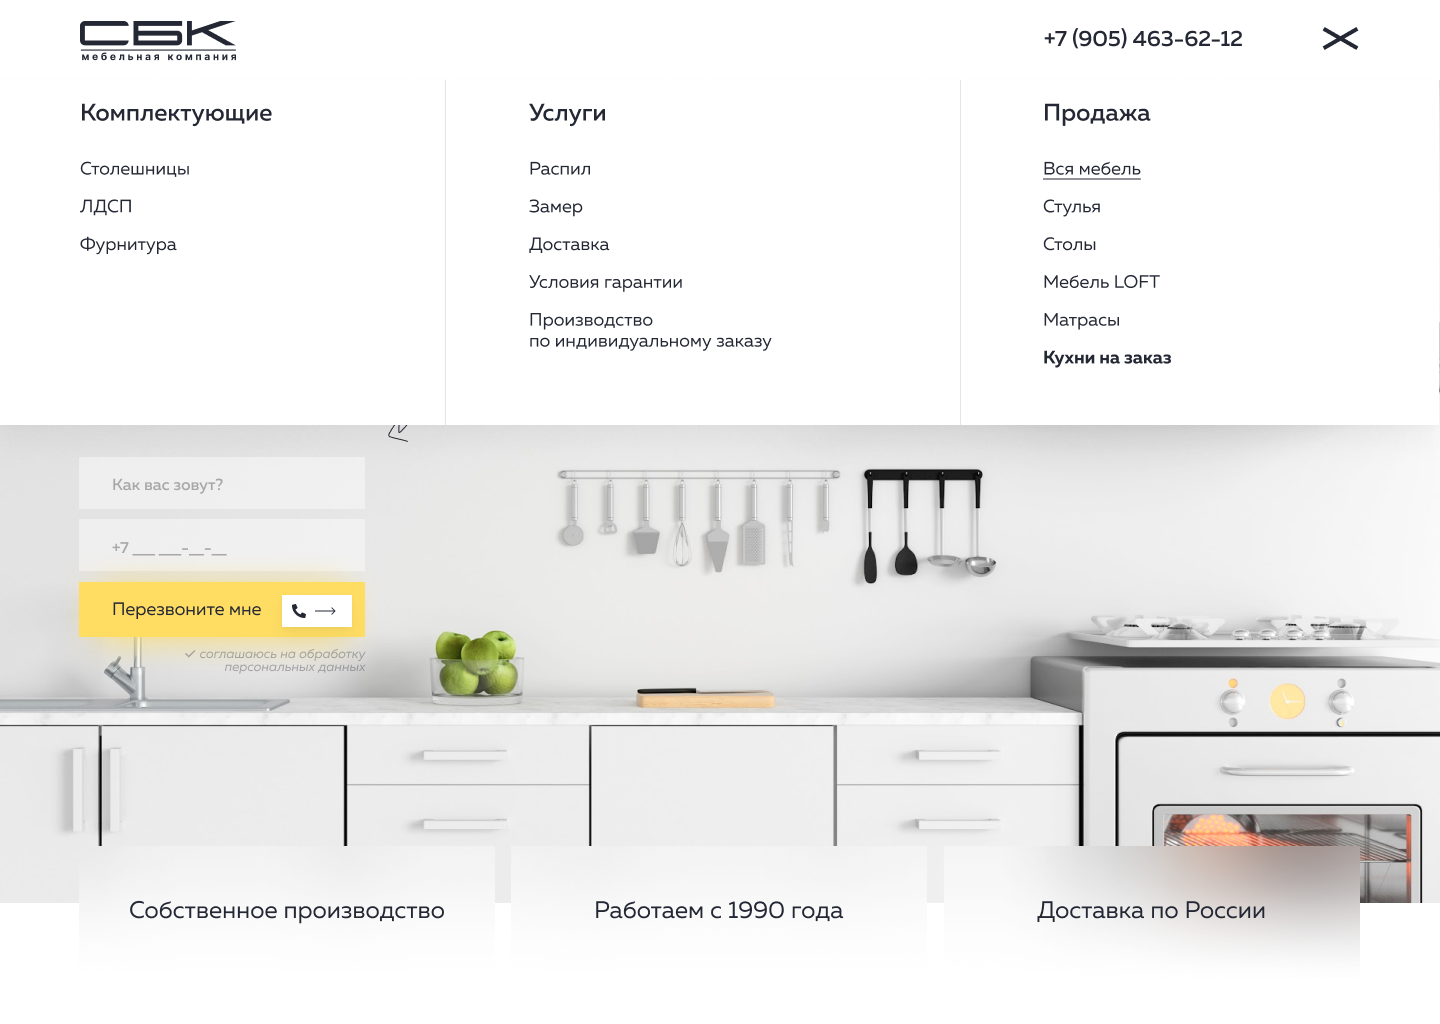 СБК
мебельная компания
+7 (905) 463-62-12
Комплектующие
Столешницы
ЛДСП
Фурнитура
Услуги
Распил
Замер
Доставка
Условия гарантии
Производство
по индивидуальному заказу
Продажа
Вся мебель
Стулья
Столы
Мебель LOFT
Матрасы
Кухни на заказ
Как вас зовут?
+7 ___ ___-__-__
Перезвоните мне
соглашаюсь на обработку
персональных данных
Собственное производство
Работаем с 1990 года
Доставка по России